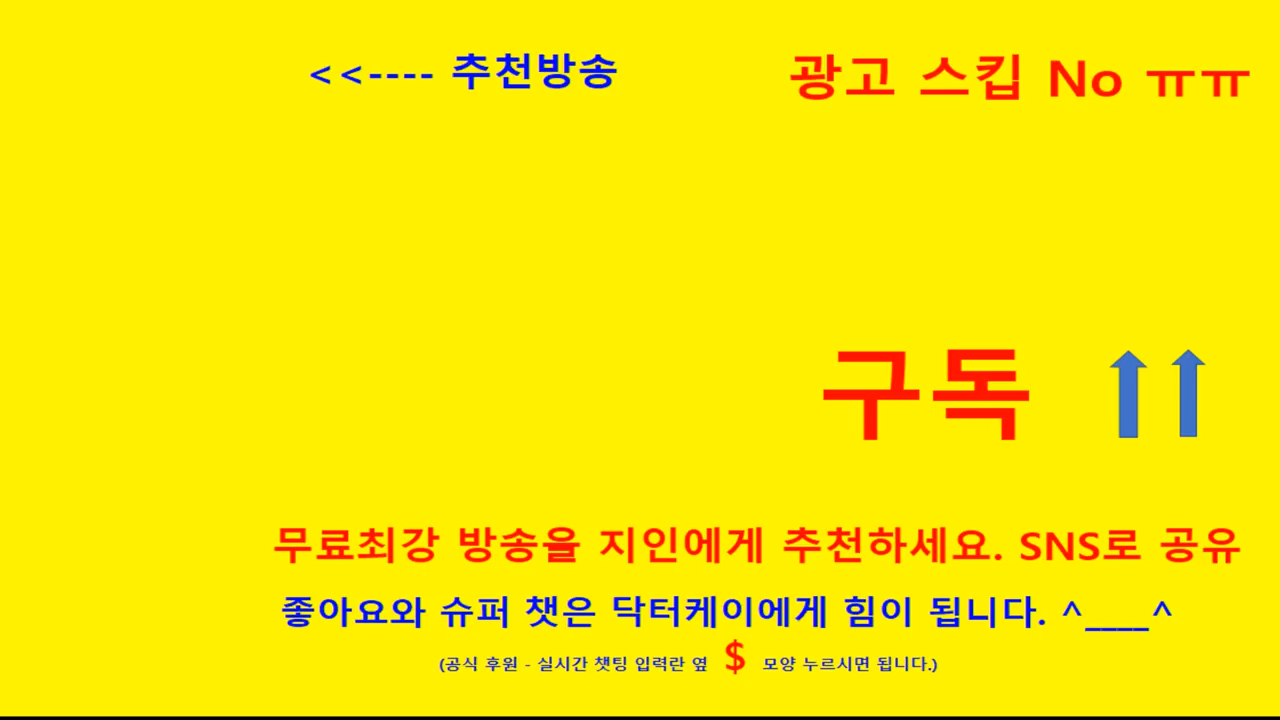 <<---- 추천방송
광고 스킵 No ㅠㅠ
구독
무료최강 방송을 지인에게 추천하세요. SNS로 공유
좋아요와 슈퍼 챗은 닥터케이에게 힘이 됩니다. ^____^
(공식 후원 - 실시간 챗팅 입력란 옆 $ 모양 누르시면 됩니다.)